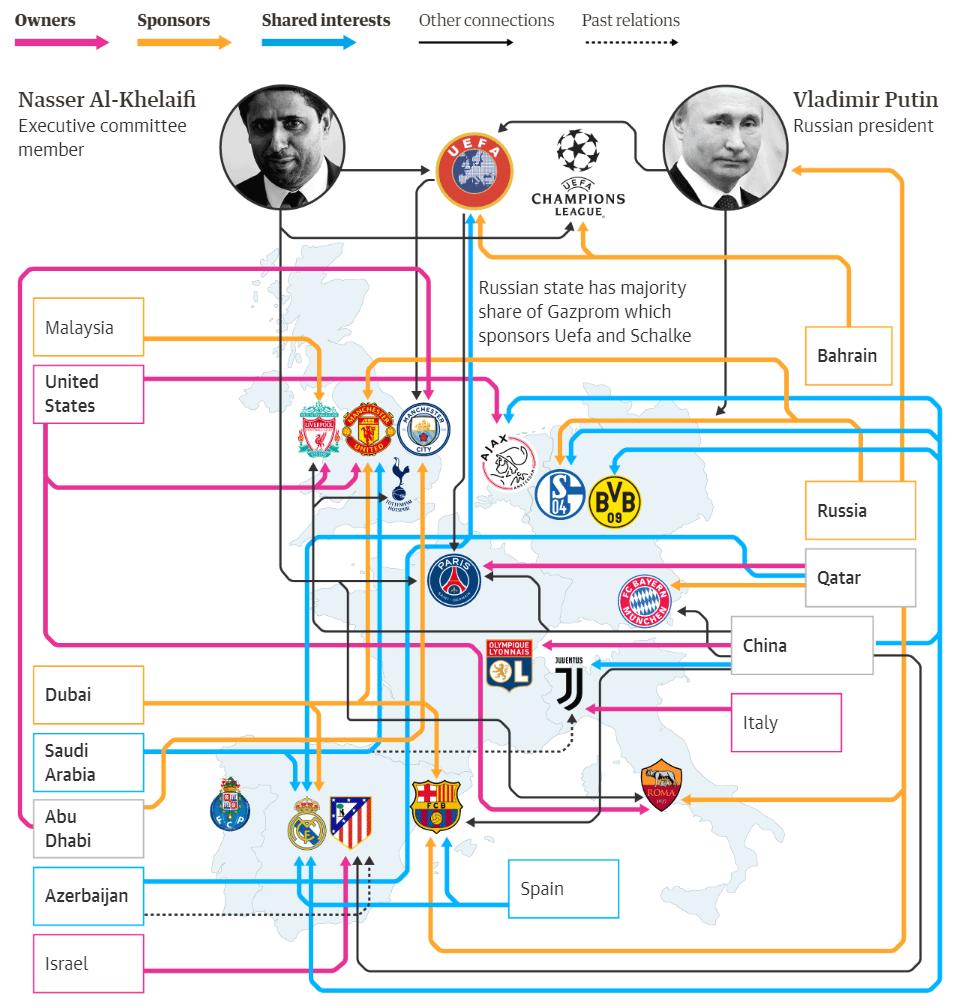 Owners
Sponsors
Shared interests
Other connections
Past relations
Nasser Al-Khelaifi
Executive committee
member
Vladimir Putin
Russian president
UEFA
UEFA
CHAMPIONS
LEAGUE
Russian state has majority
share of Gazprom which
sponsors Uefa and Schalke
Malaysia
United
States
Bahrain
LIVERPOOL
MANCHESTER
UNITED
MANCHESTER
CITY
AJAX
AMSTERDAM
TOTTENHAM
HOTSPUR
S
04
BVB
09
Russia
PARIS
SAINT-GERMAIN
Qatar
FC BAYERN
MÜNCHEN
China
OLYMPIQUE
LYONNAIS
OL
JUVENTUS
Dubai
Italy
Saudi
Arabia
Abu
Dhabi
FCP
FCB
ROMA
1927
Azerbaijan
Spain
Israel